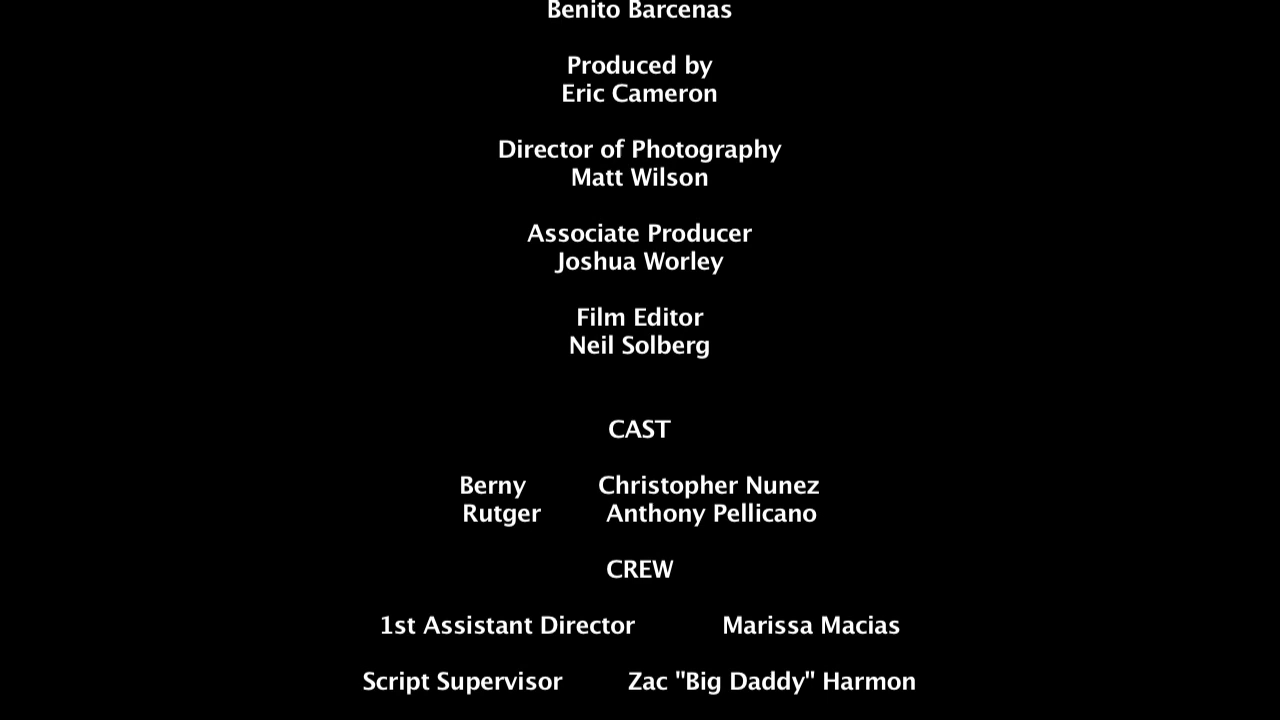 Benito Barcenas
Produced by
Eric Cameron
Director of Photography
Matt Wilson
Associate Producer
Joshua Worley
Film Editor
Neil Solberg
CAST
Berny Christopher Nunez
Rutger Anthony Pellicano
CREW
1st Assistant Director Marissa Macias
Script Supervisor Zac "Big Daddy" Harmon